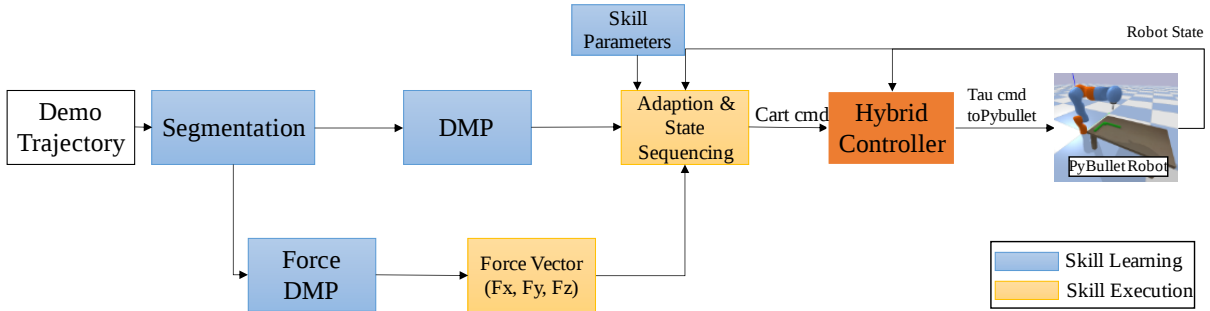 Skill
Parameters
Robot State
Demo
Trajectory
Segmentation
DMP
Adaption &
State
Sequencing
Cart cmd
Hybrid
Controller
Tau cmd
toPybullet
PyBullet Robot
Force
DMP
Force Vector
(Fx, Fy, Fz)
Skill Learning
Skill Execution